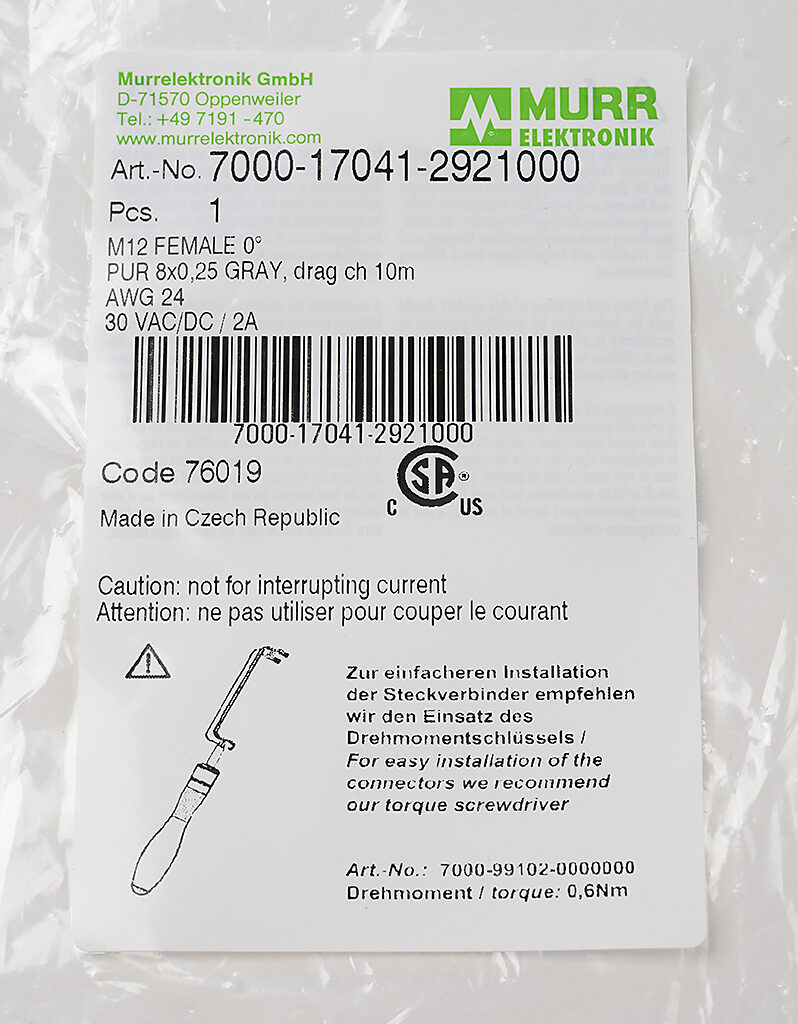 Murrelektronik GmbH
D-71570 Oppenweiler
Tel.: +49 7191 -470
www.murrelektronik.com
MURR
ELEKTRONIK
Art.-No. 7000-17041-2921000
Pcs. 1
M12 FEMALE 0°
PUR 8x0,25 GRAY, drag ch 10m
AWG 24
30 VAC/DC / 2A
7000-17041-2921000
Code 76019
C SA ® US
Made in Czech Republic
Caution: not for interrupting current
Attention: ne pas utiliser pour couper le courant
Zur einfacheren Installation
der Steckverbinder empfehlen
wir den Einsatz des
Drehmomentschlüssels /
For easy installation of the
connectors we recommend
our torque screwdriver
Art.-No.: 7000-99102-0000000
Drehmoment / torque: 0,6Nm